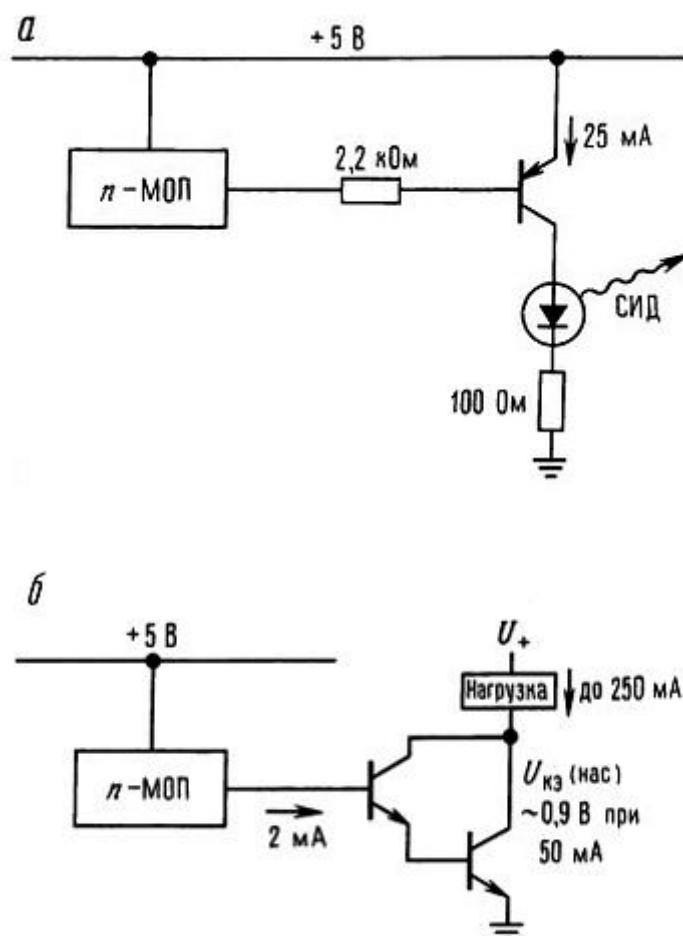 а
+5 В
25 мА
2,2 кОм
n-МОП
СИД
100 Ом
б
+5 В
U+
Нагрузка
до 250 мА
n-МОП
2 мА
Uкэ (нас)
~0,9 В при
50 мА